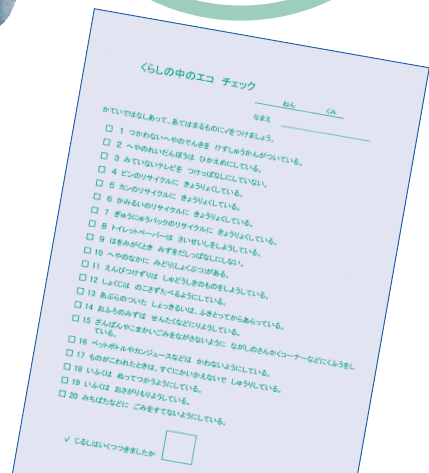 くらしの中のエコ チェック
ねん くみ
なまえ
かていではなしあって、あてはまるものに✓をつけましょう。
□ 1 つかわないへやのでんきを けすしゅうかんがついている。
□ 2 へやのれいだんぼうは ひかえめにしている。
□ 3 みていないテレビを つけっぱなしにしていない。
□ 4 ビンのリサイクルに きょうりょくしている。
□ 5 カンのリサイクルに きょうりょくしている。
□ 6 かみるいのリサイクルに きょうりょくしている。
□ 7 ぎゅうにゅうパックのリサイクルに きょうりょくしている。
□ 8 トイレットペーパーは さいせいしをしようしている。
□ 9 はをみがくとき みずをだしっぱなしにしない。
□ 10 へやのなかに みどり(しょくぶつ)がある。
□ 11 えんぴつけずりは しゅどうしきのものをしようしている。
□ 12 しょくじは のこさずたべるようにしている。
□ 13 あぶらのついた しょっきるいは、ふきとってからあらっている。
□ 14 おふろのみずは せんたくなどにりようしている。
□ 15 ざんぱんやこまかいごみをながさないように ながしのさんかくコーナーなどにくふうをし
ている。
□ 16 ペットボトルやカンジュースなどは かわないようにしている。
□ 17 ものがこわれたときは、すぐにかいかえないで しゅうりしている。
□ 18 いふくは ぬってつかうようにしている。
□ 19 いふくは おさがりもりようしている。
□ 20 みちばたなどに ごみをすてないようにしている。
✓ じるしはいくつつきましたか